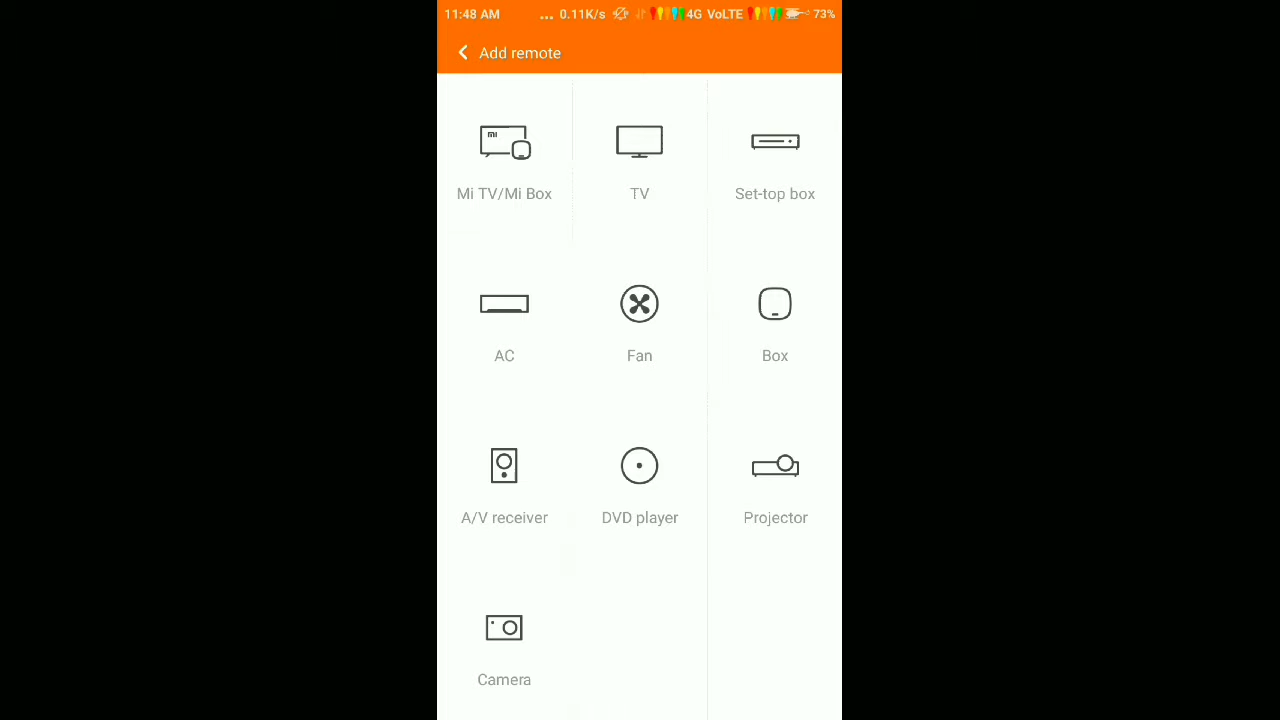 11:48 AM ... 0.11K/s 4G VoLTE 73%
Add remote
mi
Mi TV/Mi Box TV Set-top box
AC Fan Box
A/V receiver DVD player Projector
Camera